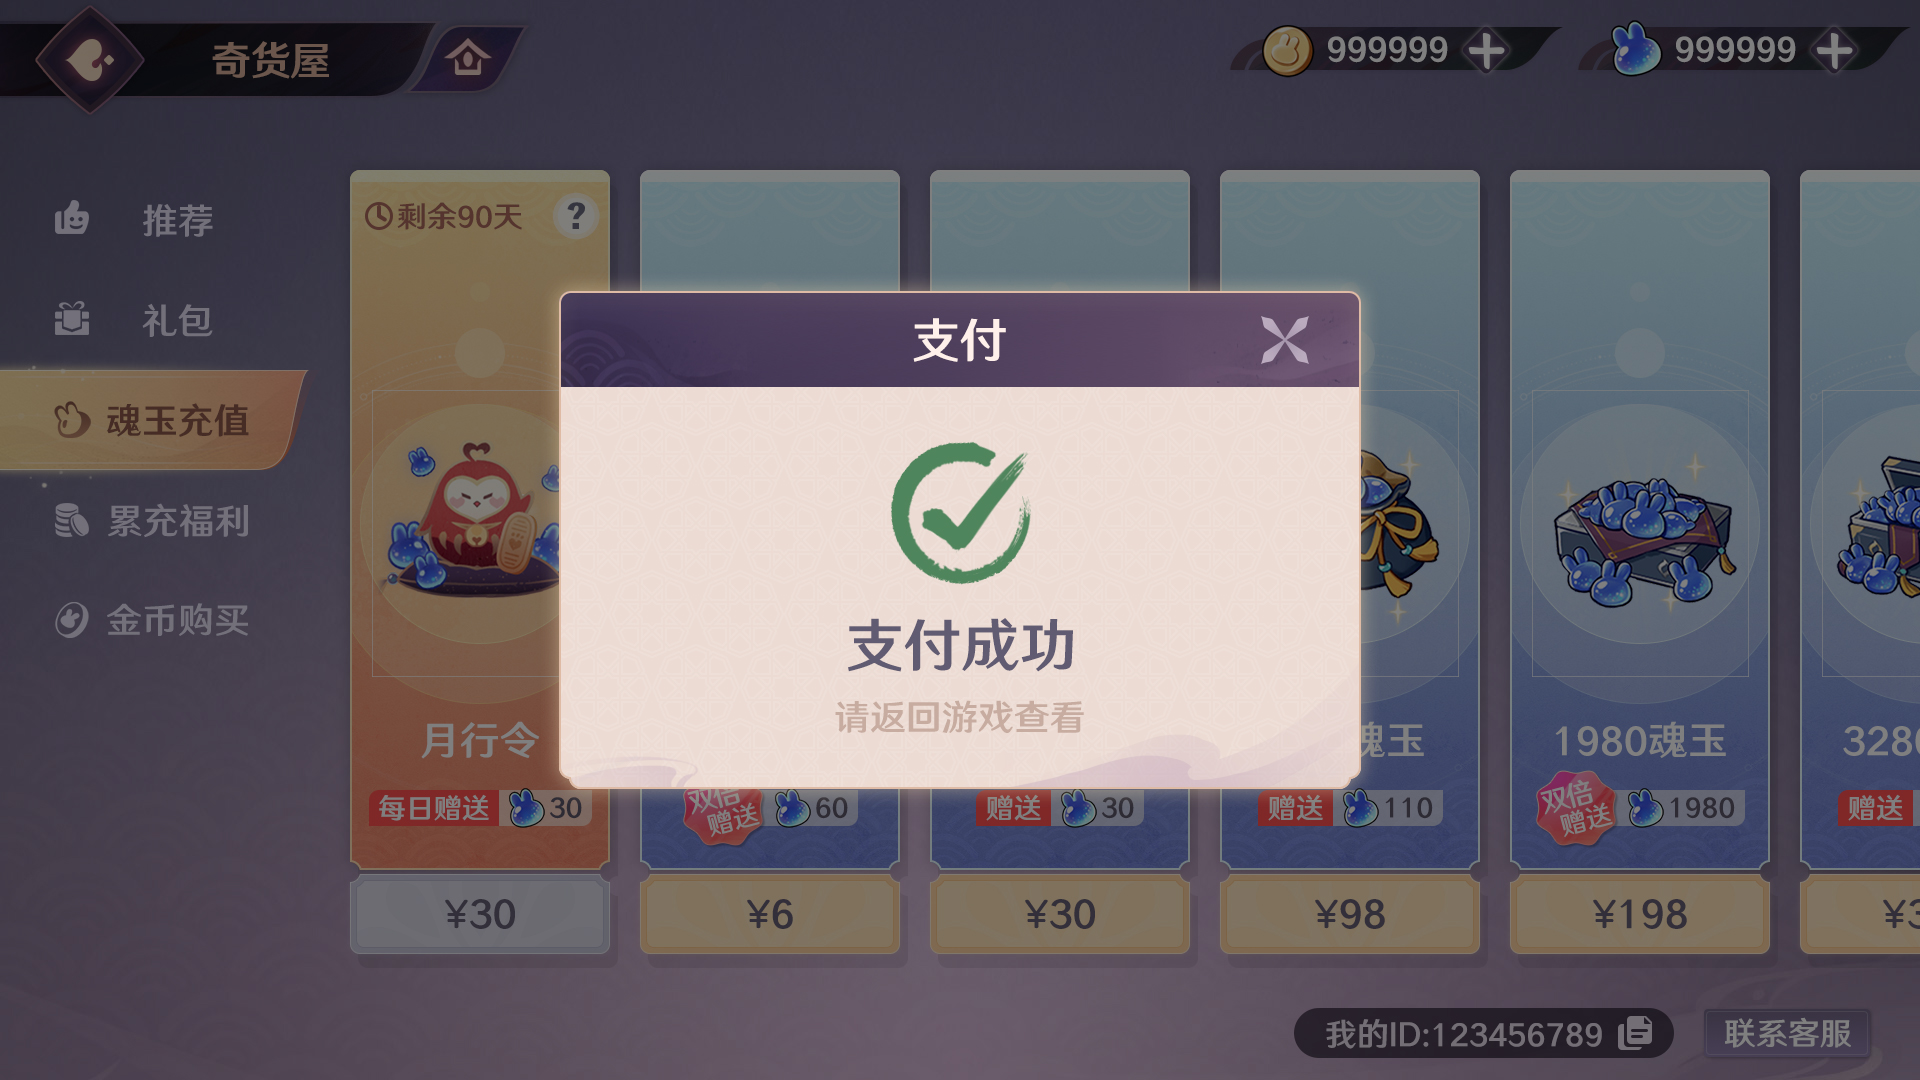 奇货屋
999999
999999
推荐
礼包
魂玉充值
累充福利
金币购买
剩余90天
?
支付
支付成功
请返回游戏查看
月行令
魂玉
1980魂玉
328
每日赠送 30
双倍赠送 60
赠送 30
赠送 110
双倍赠送 1980
赠送
¥30
¥6
¥30
¥98
¥198
¥3
我的ID:123456789
联系客服